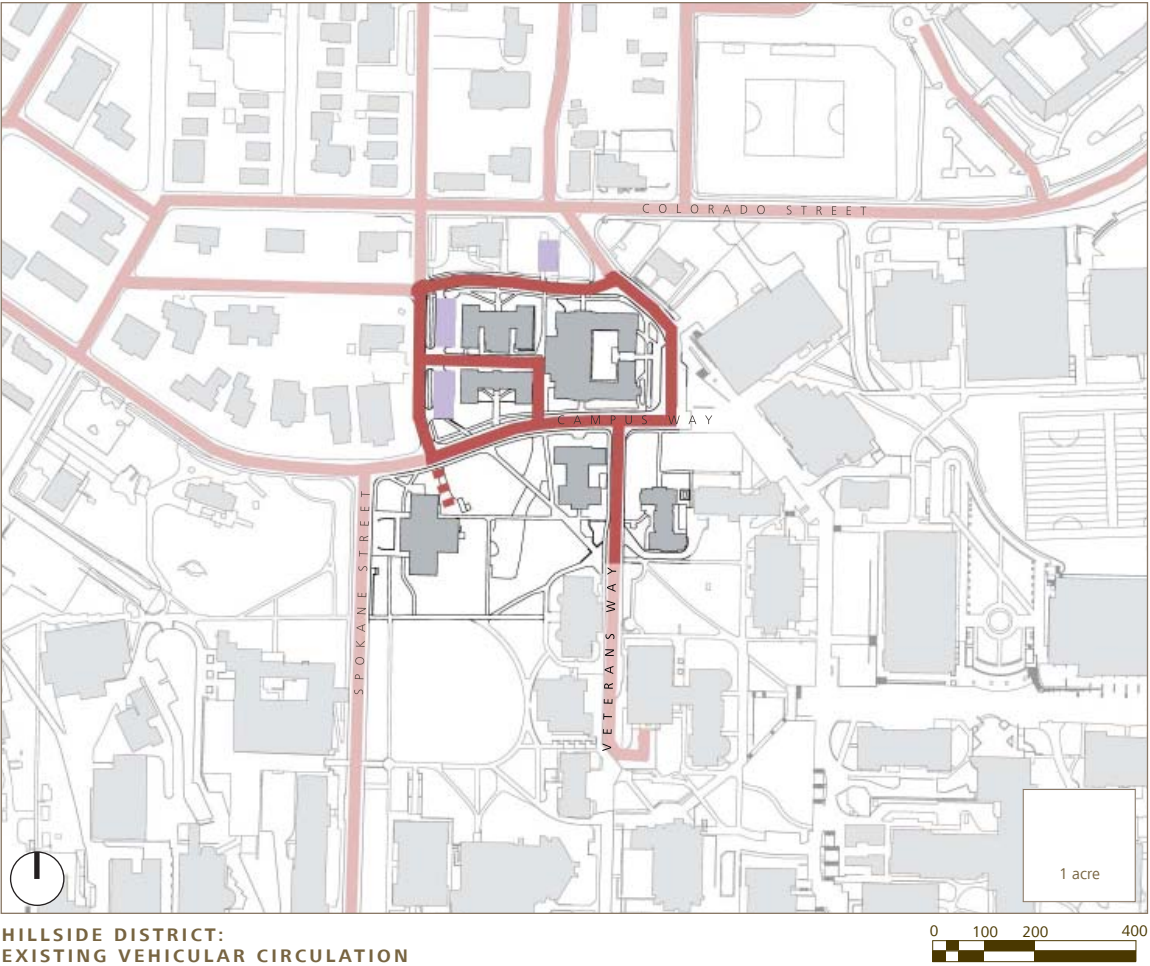 COLORADO STREET
CAMPUS WAY
SPOKANE STREET
VETERANS WAY
1 acre
HILLSIDE DISTRICT:
EXISTING VEHICULAR CIRCULATION
0 100 200 400